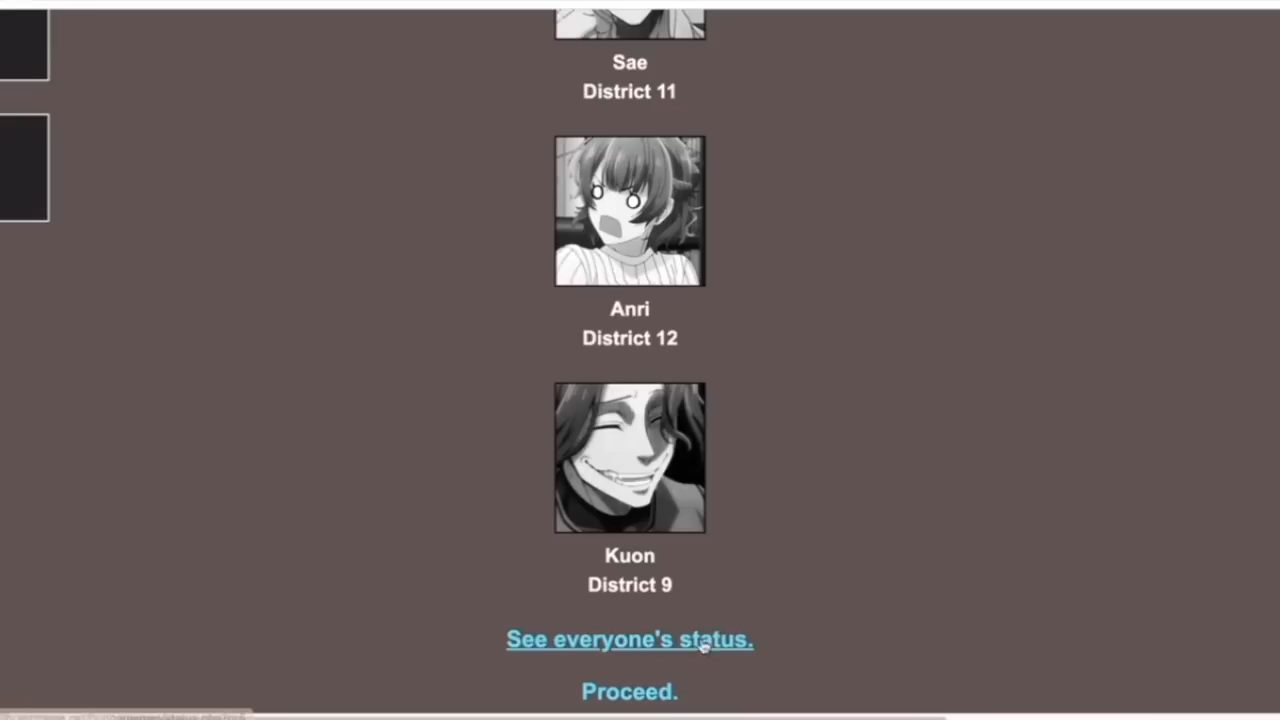 Sae
District 11
Anri
District 12
Kuon
District 9
See everyone's status.
Proceed.